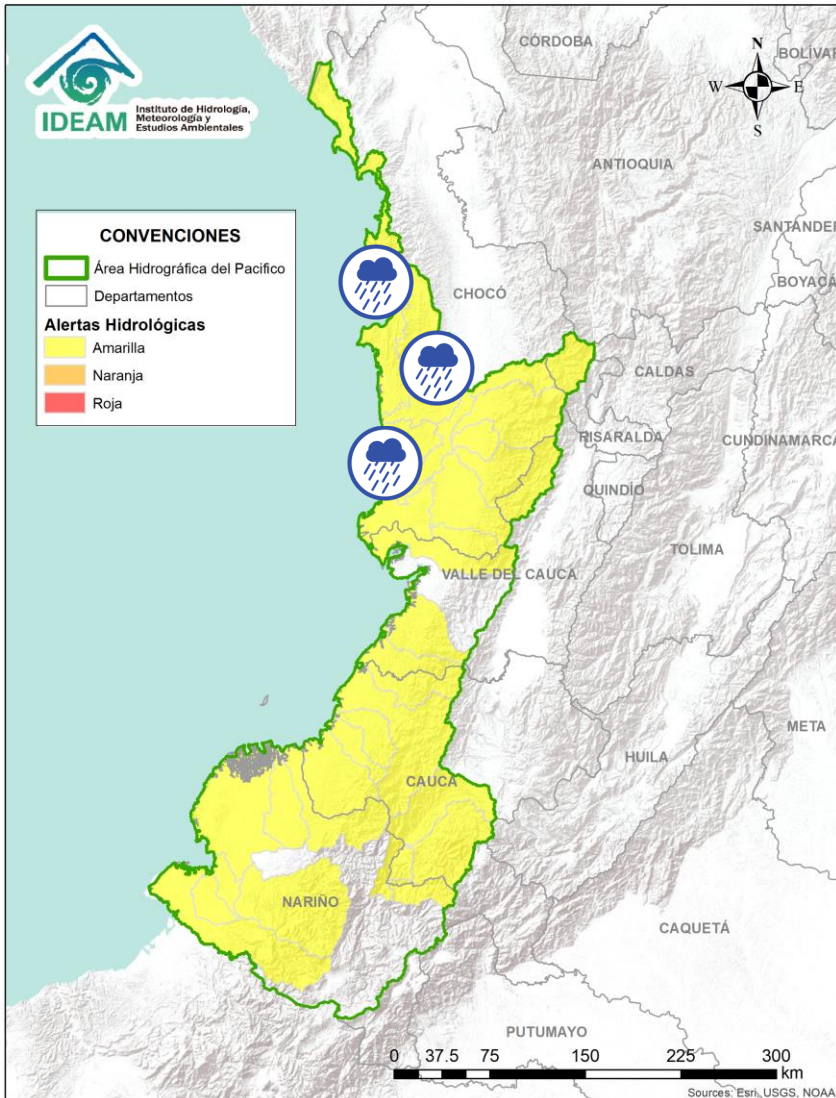 IDEAM
Instituto de Hidrología,
Meteorología y
Estudios Ambientales
N
W
E
S
CONVENCIONES
Área Hidrográfica del Pacifico
Departamentos
Alertas Hidrológicas
Amarilla
Naranja
Roja
CÓRDOBA
BOLÍVAR
ANTIOQUIA
SANTANDER
BOYACÁ
CHOCÓ
CALDAS
RISARALDA
CUNDINAMARCA
QUINDÍO
TOLIMA
VALLE DEL CAUCA
META
HUILA
CAUCA
NARIÑO
CAQUETÁ
PUTUMAYO
0 37.5 75 150 225 300
km
Sources: Esri, USGS, NOAA